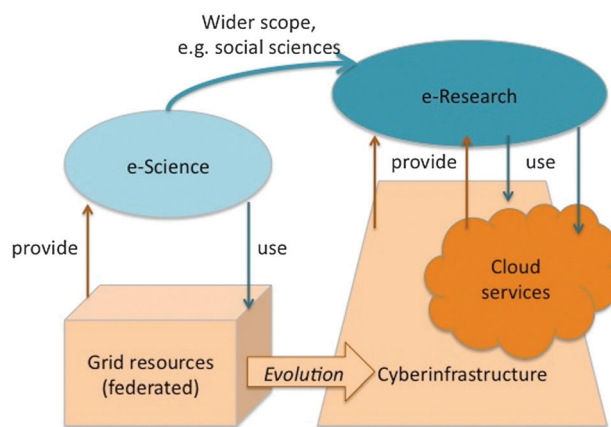 Wider scope,
e.g. social sciences
e-Research
e-Science
provide
use
provide
use
Cloud
services
Grid resources
(federated)
Evolution
Cyberinfrastructure